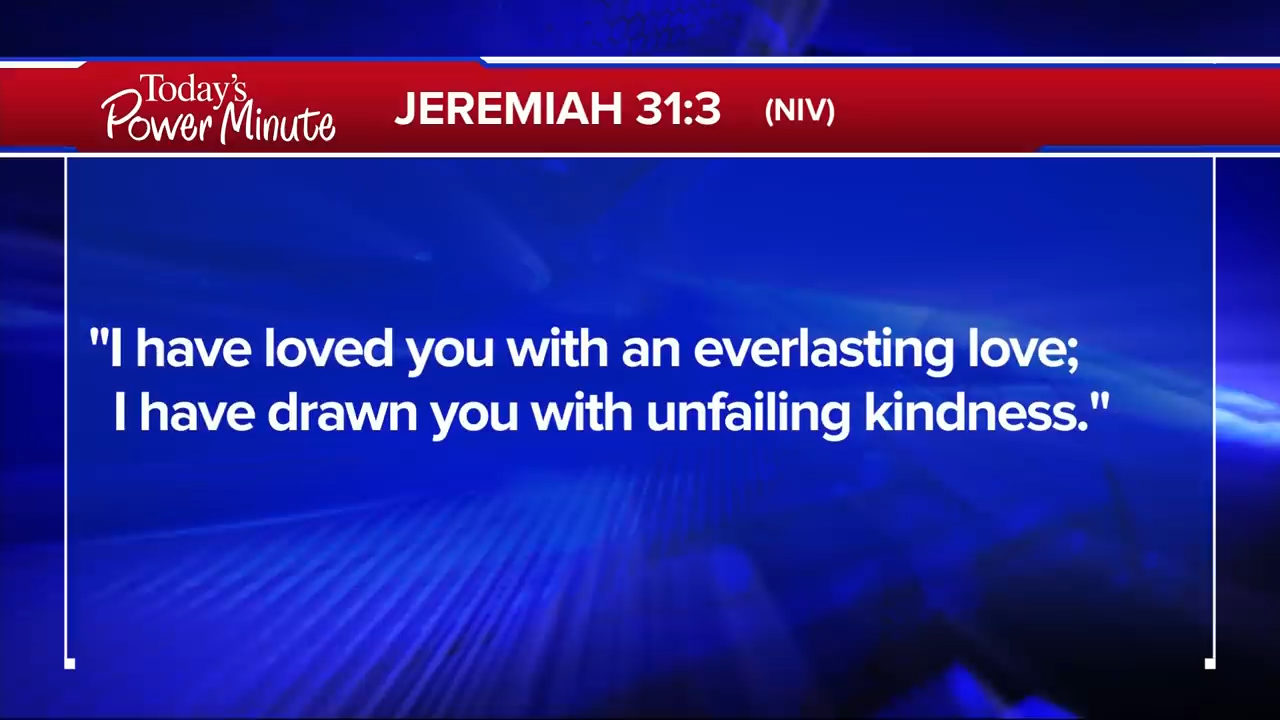 Today's
Power Minute
JEREMIAH 31:3 (NIV)
"I have loved you with an everlasting love;
I have drawn you with unfailing kindness."